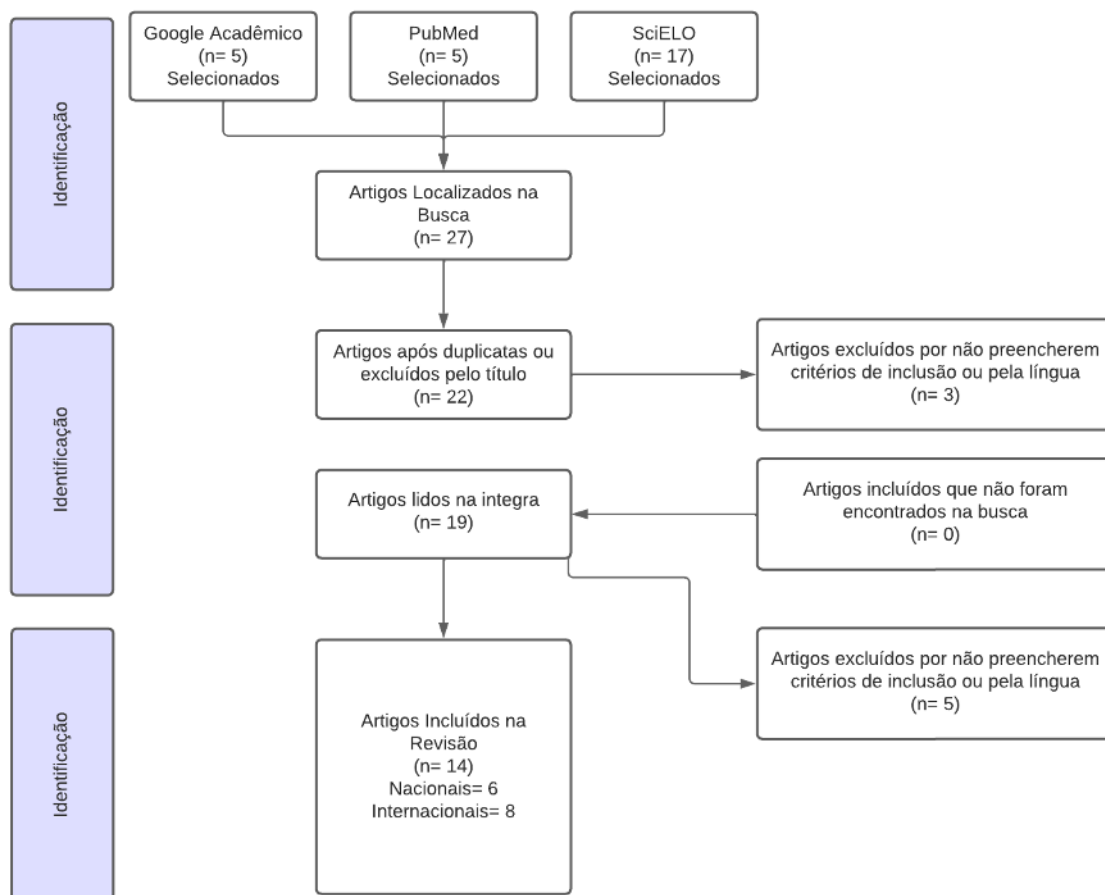 Identificação
Google Acadêmico
(n= 5)
Selecionados
PubMed
(n= 5)
Selecionados
SciELO
(n= 17)
Selecionados
Artigos Localizados na
Busca
(n= 27)
Identificação
Artigos após duplicatas ou
excluídos pelo título
(n= 22)
Artigos excluídos por não preencherem
critérios de inclusão ou pela língua
(n= 3)
Artigos lidos na integra
(n= 19)
Artigos incluídos que não foram
encontrados na busca
(n= 0)
Identificação
Artigos Incluídos na
Revisão
(n= 14)
Nacionais= 6
Internacionais= 8
Artigos excluídos por não preencherem
critérios de inclusão ou pela língua
(n= 5)